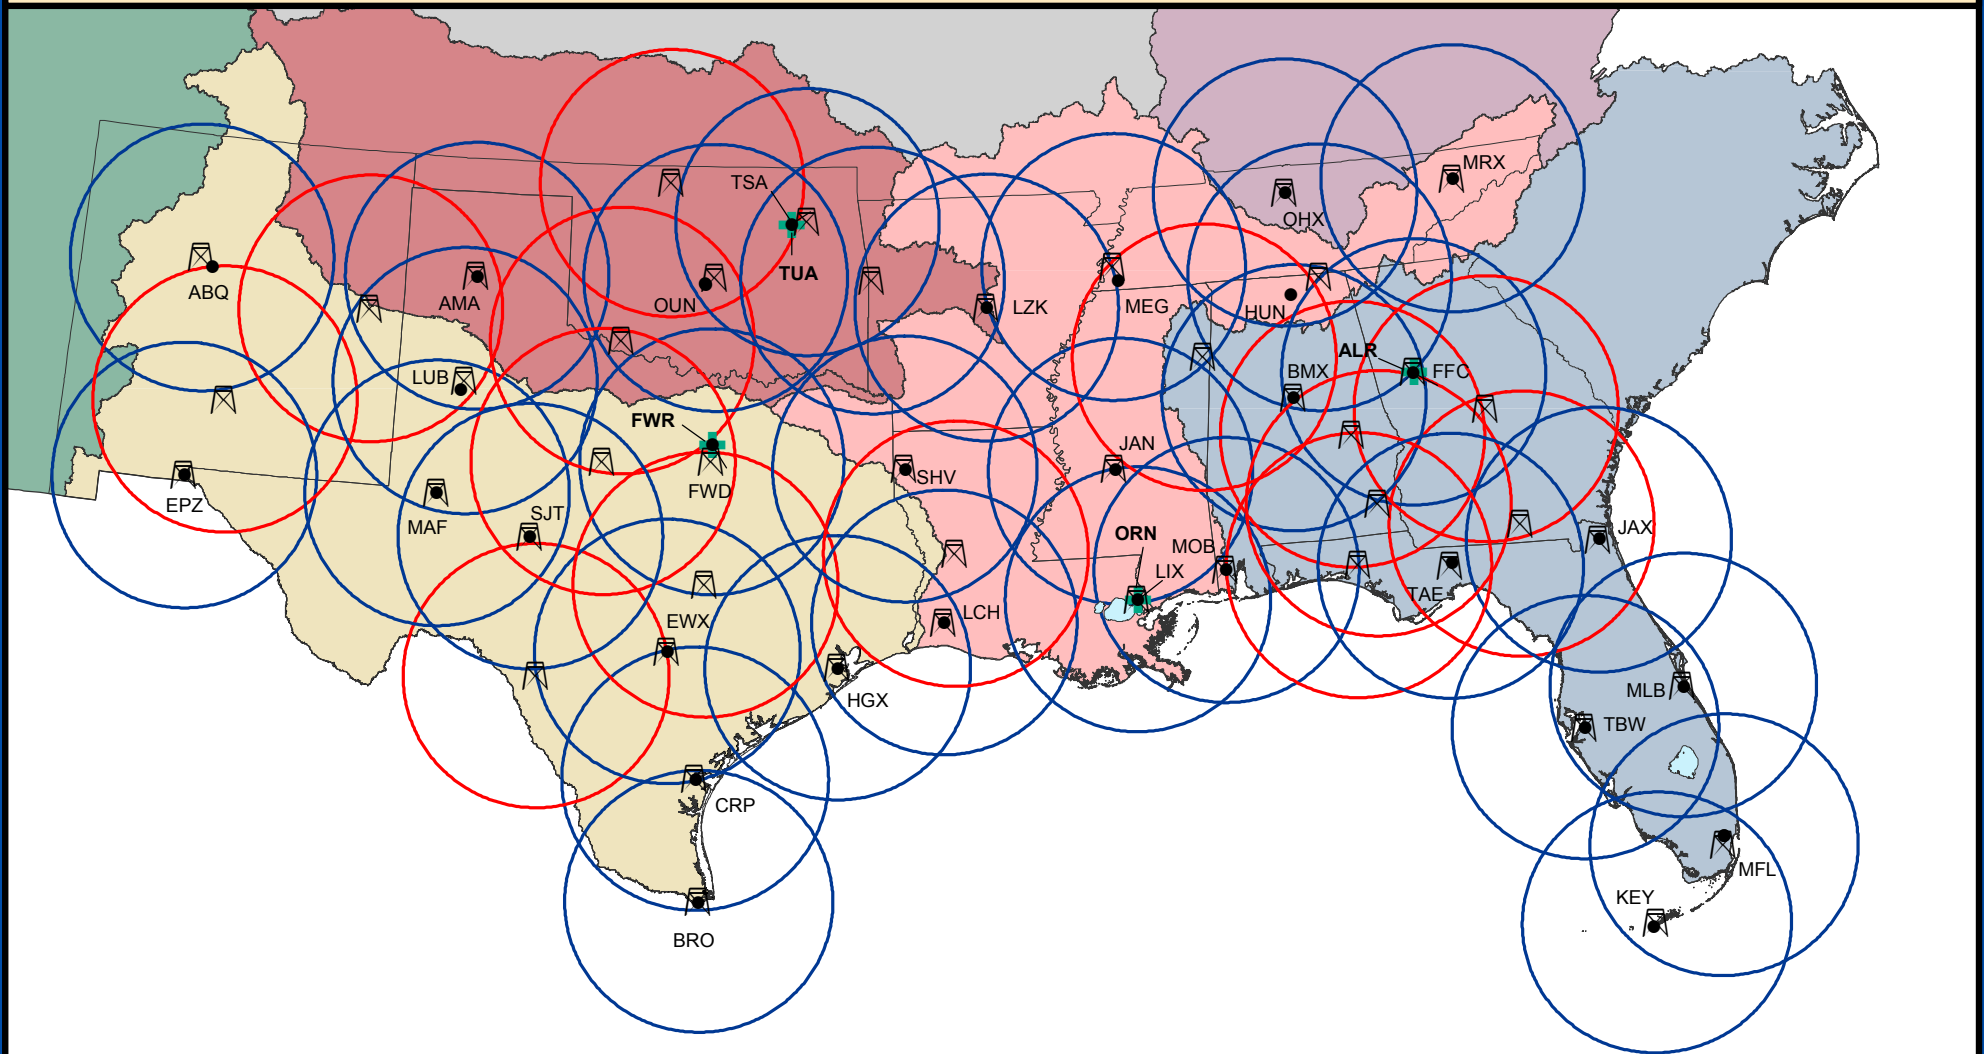 MRX
TSA
OHX
TUA
ABQ
AMA
OUN
LZK
MEG
HUN
ALR
BMX
FFC
LUB
FWR
JAN
SHV
FWD
EPZ
MAF
SJT
ORN
MOB
JAX
LIX
TAE
LCH
EWX
MLB
HGX
TBW
CRP
MFL
KEY
BRO